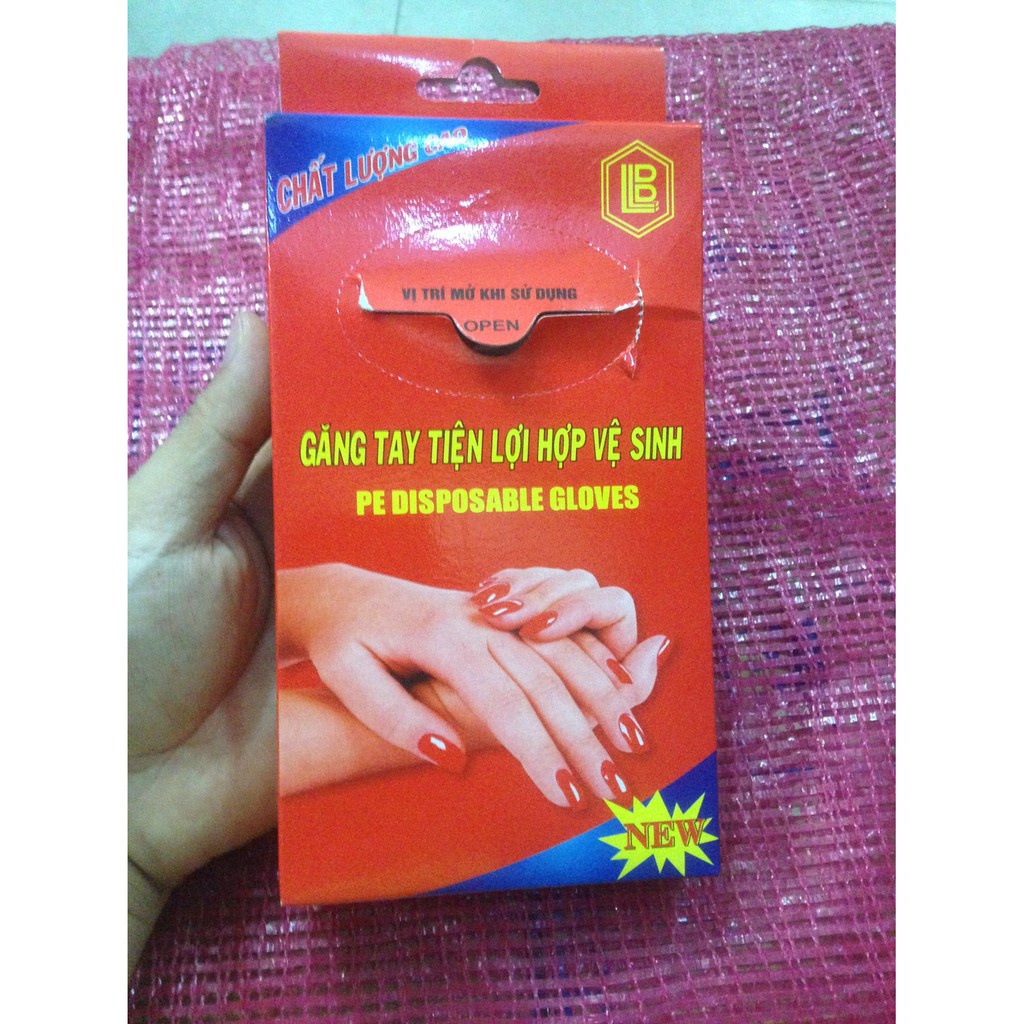 CHẤT LƯỢNG CAO
LBB
VỊ TRÍ MỞ KHI SỬ DỤNG
OPEN
GĂNG TAY TIỆN LỢI HỢP VỆ SINH
PE DISPOSABLE GLOVES
NEW